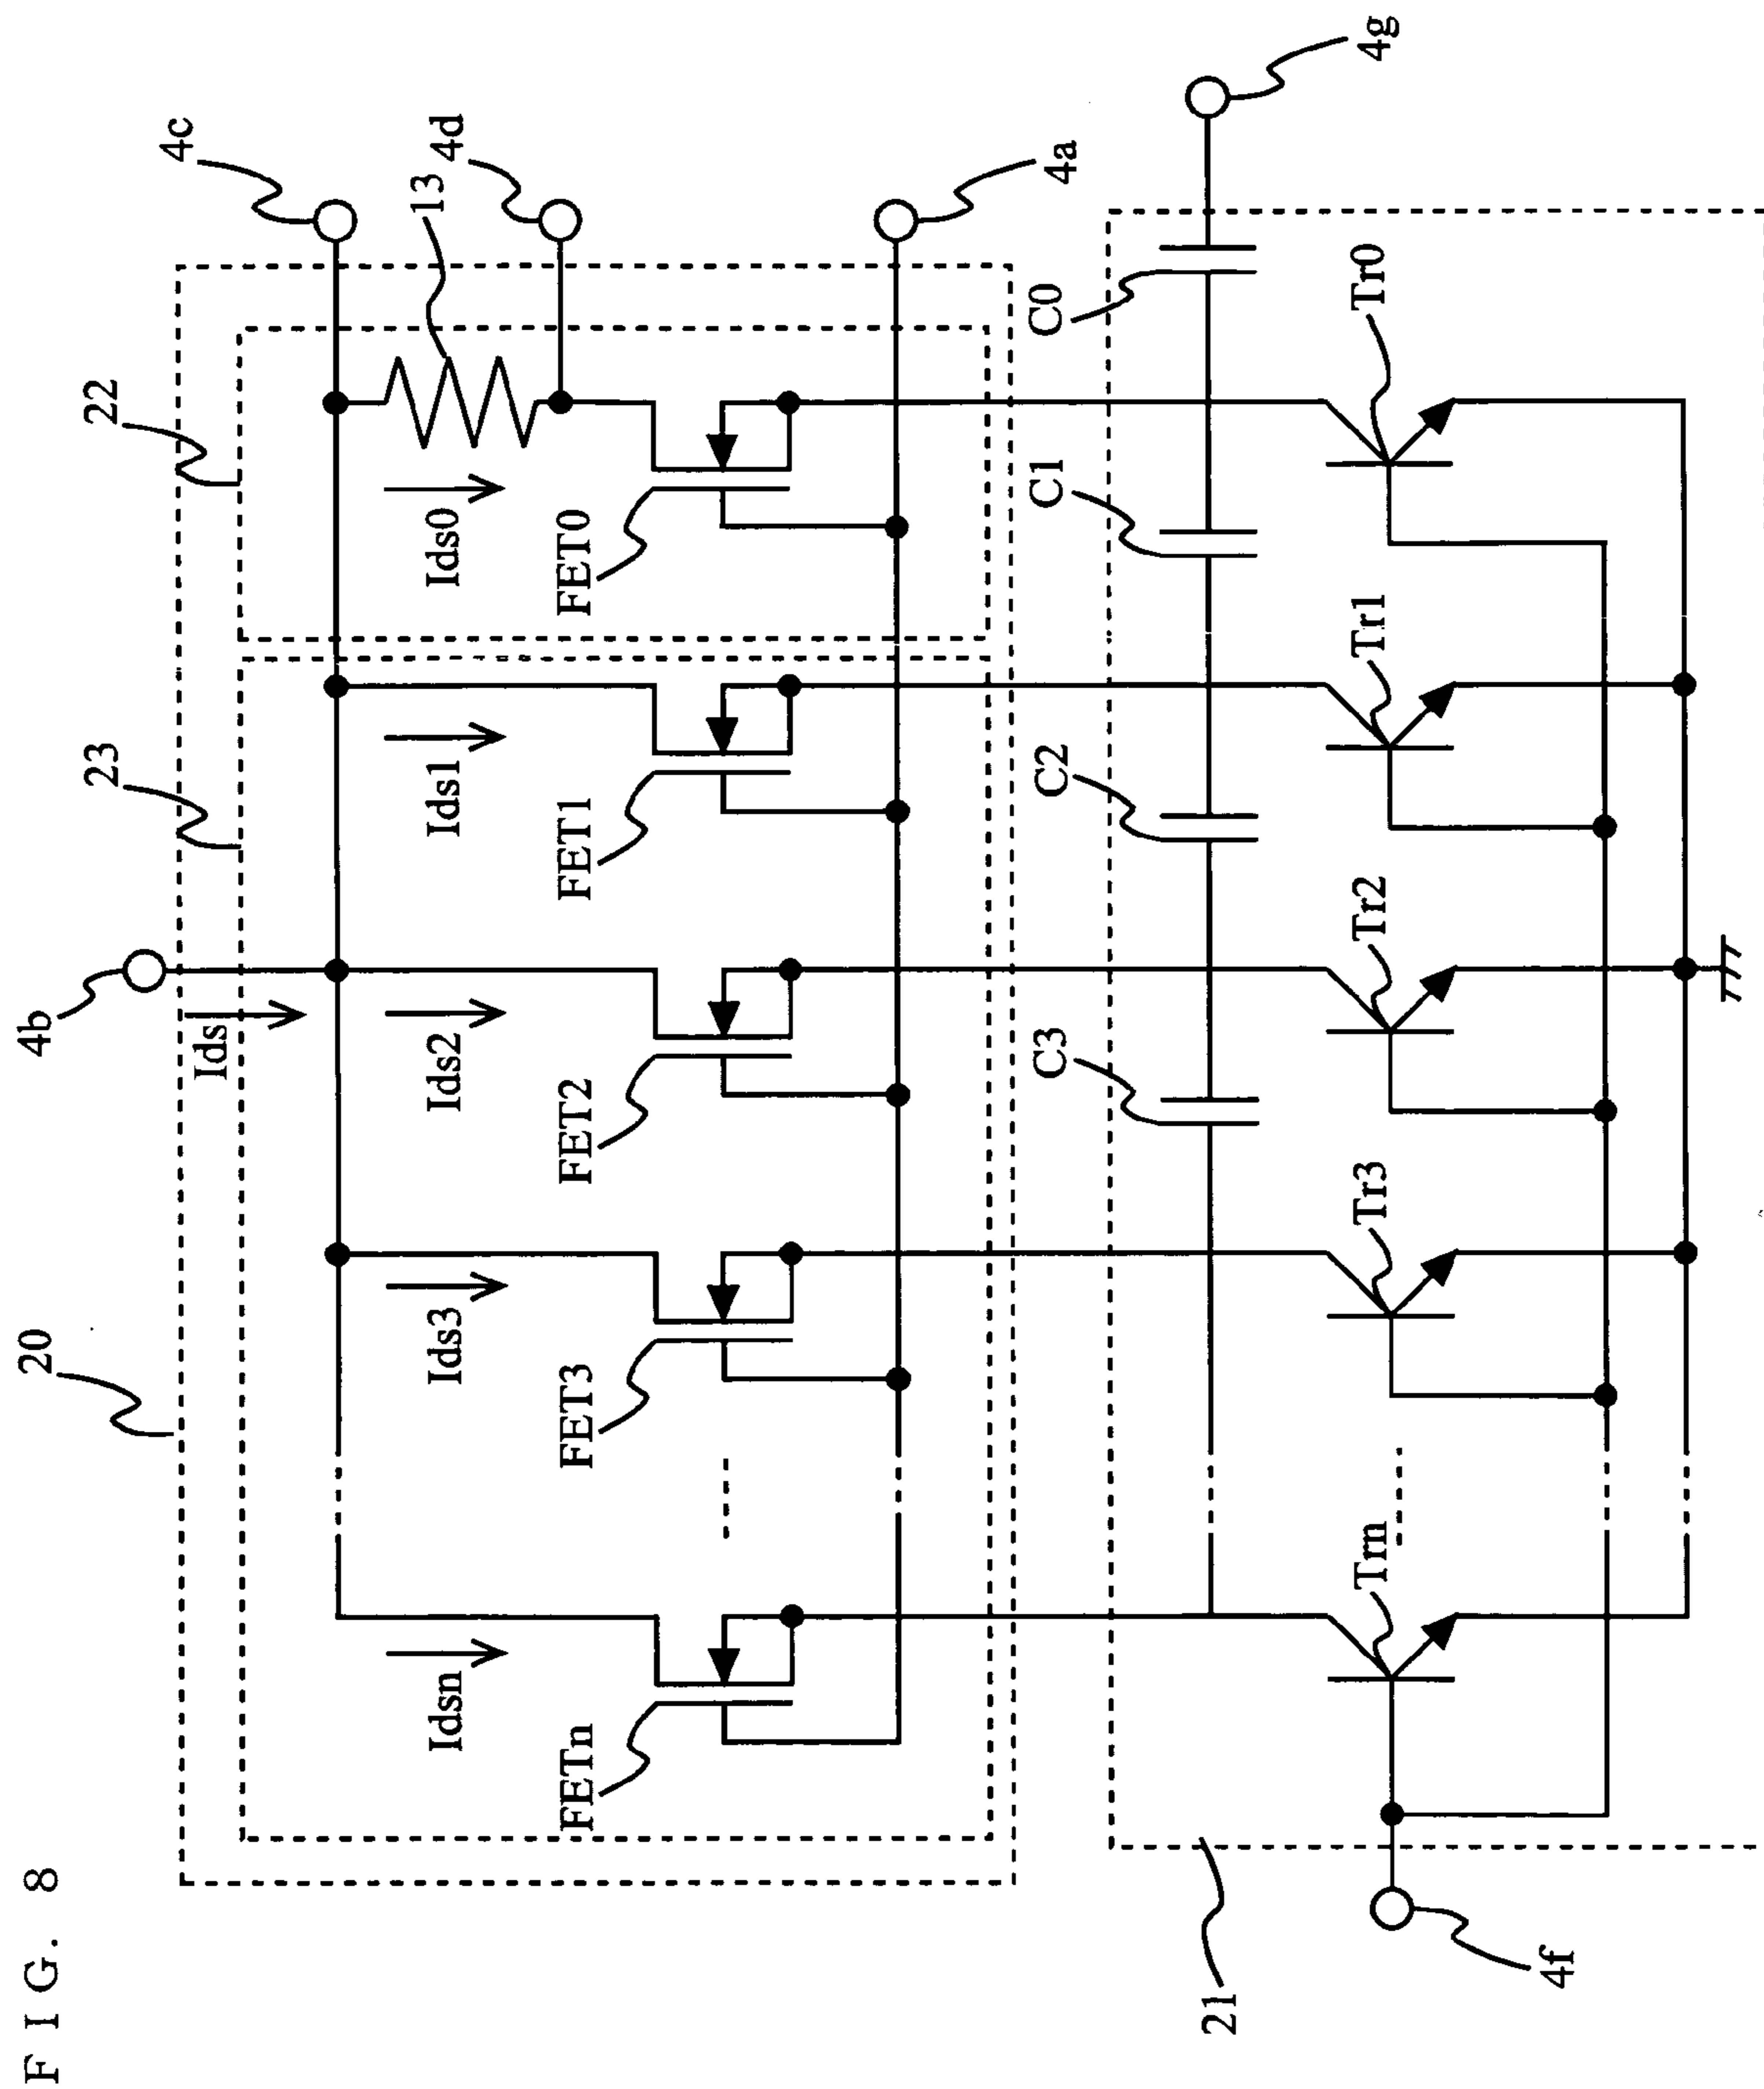 FIG. 8
20
4b
23
22
4c
Ids
4d
13
Idsn
Ids3
Ids2
Ids1
Ids0
FETn
FET3
FET2
FET1
FET0
4a
C3
C2
C1
C0
4g
21
Trn
Tr3
Tr2
Tr1
Tr0
4f